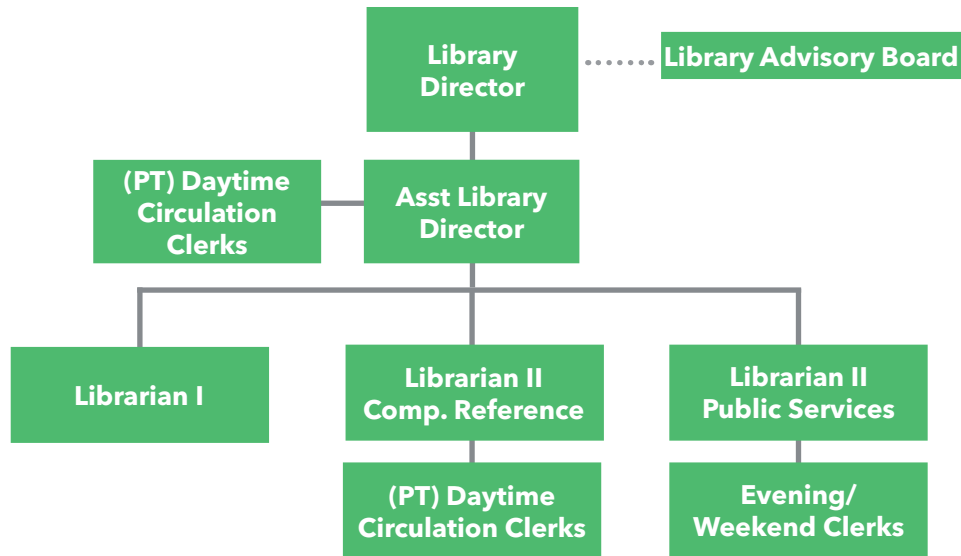 Library
Director
Library Advisory Board
(PT) Daytime
Circulation
Clerks
Asst Library
Director
Librarian I
Librarian II
Comp. Reference
Librarian II
Public Services
(PT) Daytime
Circulation Clerks
Evening/
Weekend Clerks